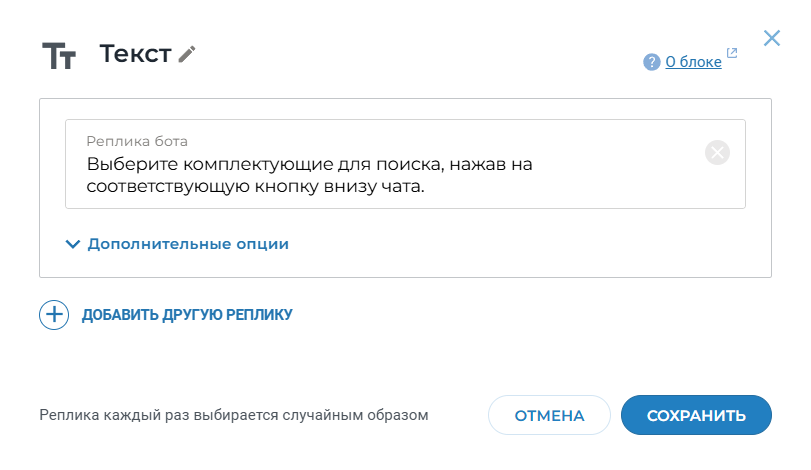 Тт Текст
? О блоке
Реплика бота
Выберите комплектующие для поиска, нажав на
соответствующую кнопку внизу чата.
Дополнительные опции
ДОБАВИТЬ ДРУГУЮ РЕПЛИКУ
Реплика каждый раз выбирается случайным образом
ОТМЕНА
СОХРАНИТЬ